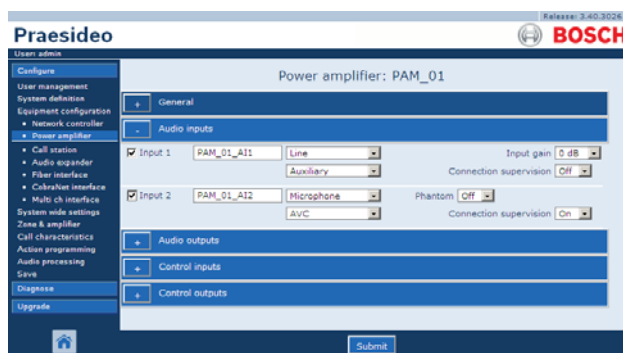 Release: 3.40.3026
Praesideo
BOSCH
User: admin
Configure
User management
System definition
Equipment configuration
• Network controller
• Power amplifier
• Call station
• Audio expander
• Fiber interface
• CobraNet interface
• Multi ch interface
System wide settings
Zone & amplifier
Call characteristics
Action programming
Audio processing
Save
Diagnose
Upgrade
Power amplifier: PAM_01
+ General
- Audio inputs
Input 1 PAM_01_AI1 Line Input gain 0 dB
Auxiliary Connection supervision Off
Input 2 PAM_01_AI2 Microphone Phantom Off
AVC Connection supervision On
+ Audio outputs
+ Control inputs
+ Control outputs
Submit